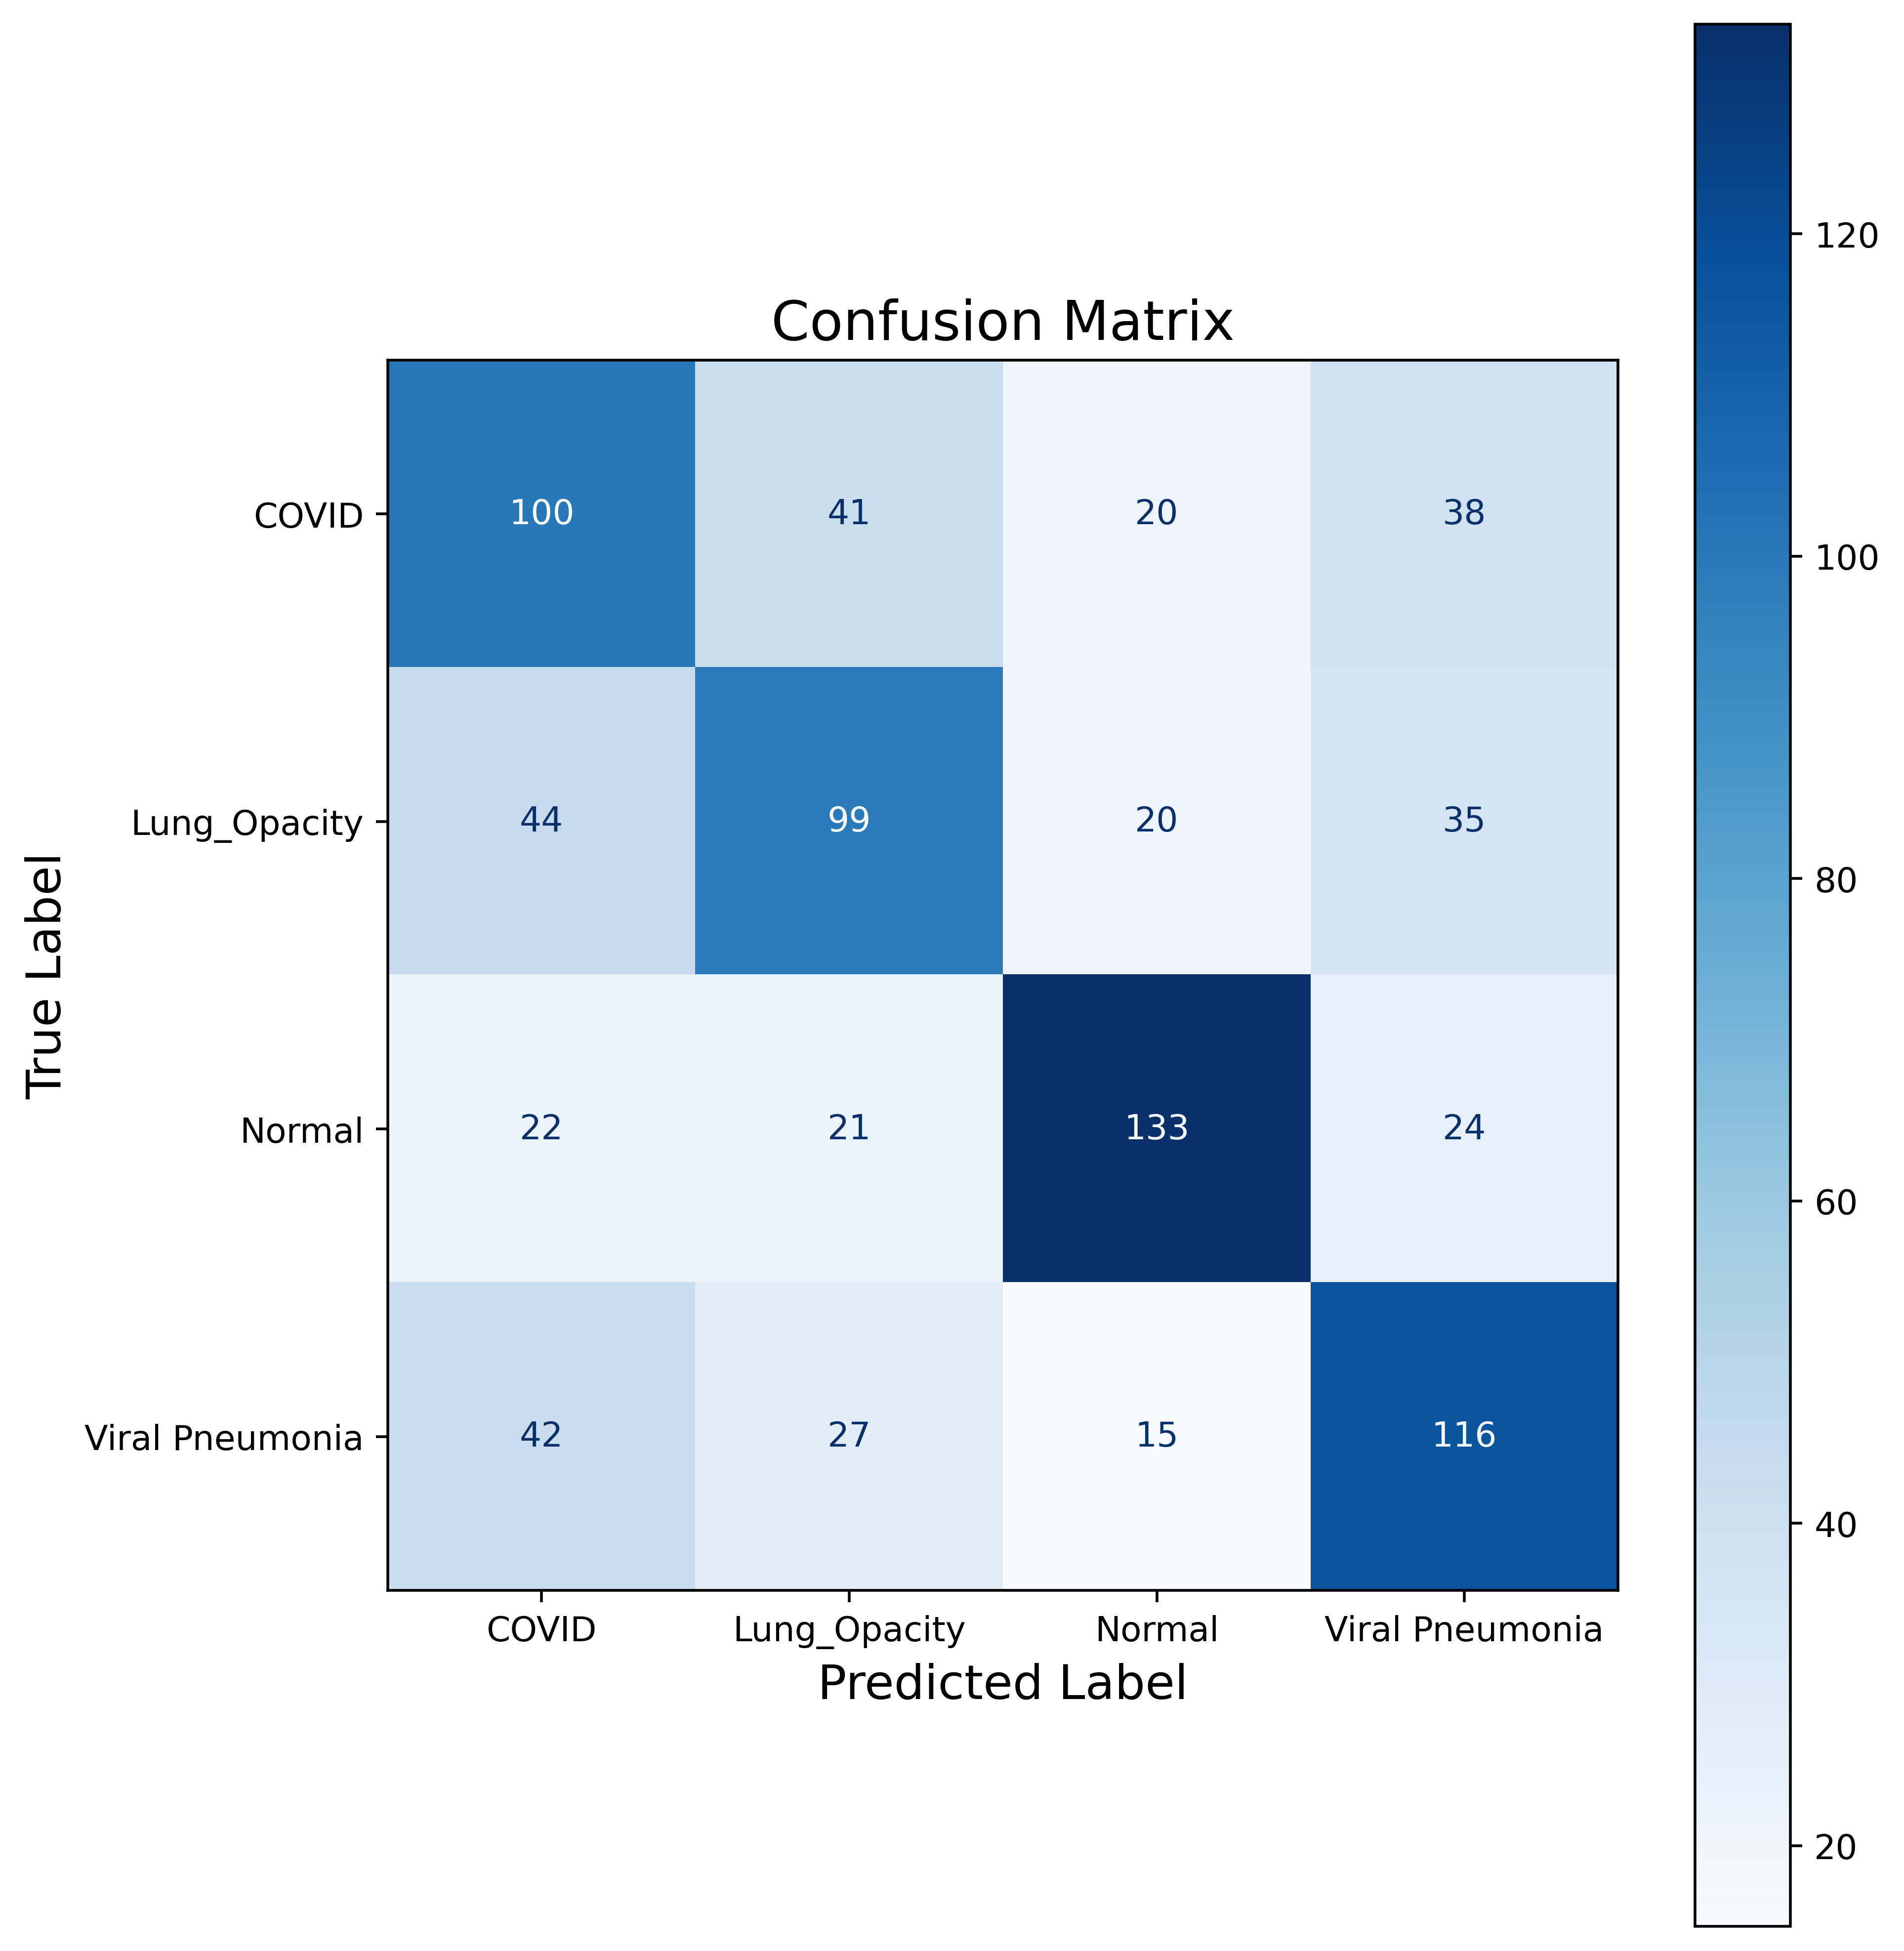 Confusion Matrix
True Label
COVID 100 41 20 38
Lung_Opacity 44 99 20 35
Normal 22 21 133 24
Viral Pneumonia 42 27 15 116
COVID Lung_Opacity Normal Viral Pneumonia
Predicted Label
120
100
80
60
40
20